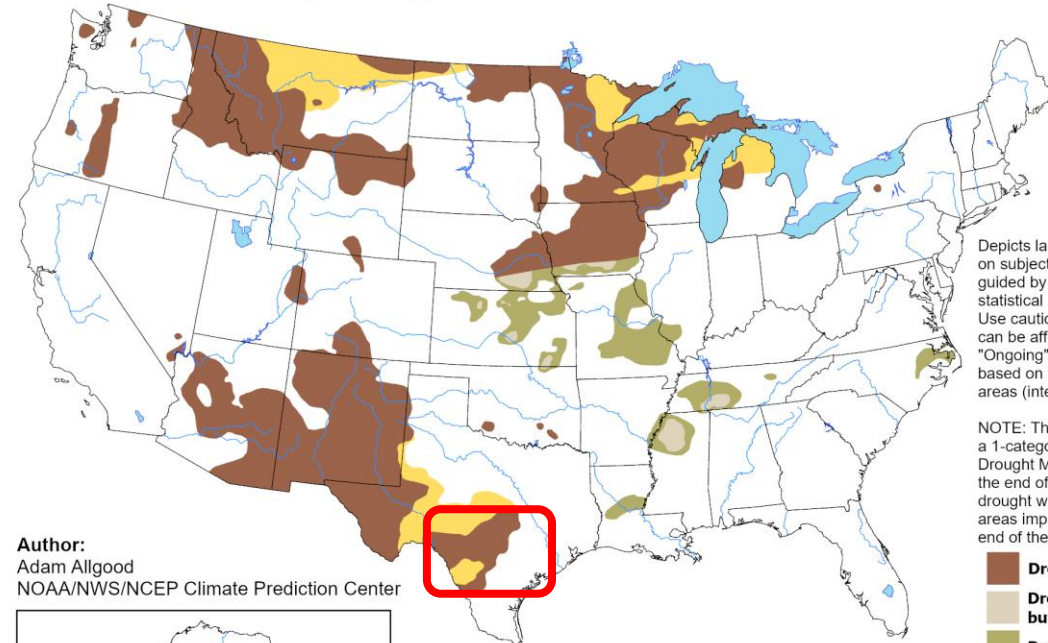 Depicts la
on subject
guided by
statistical
Use cautio
can be aff
"Ongoing"
based on
areas (inte
NOTE: Th
a 1-catego
Drought M
the end of
drought w
areas imp
end of the
Author:
Adam Allgood
NOAA/NWS/NCEP Climate Prediction Center
Dro
Dro
but